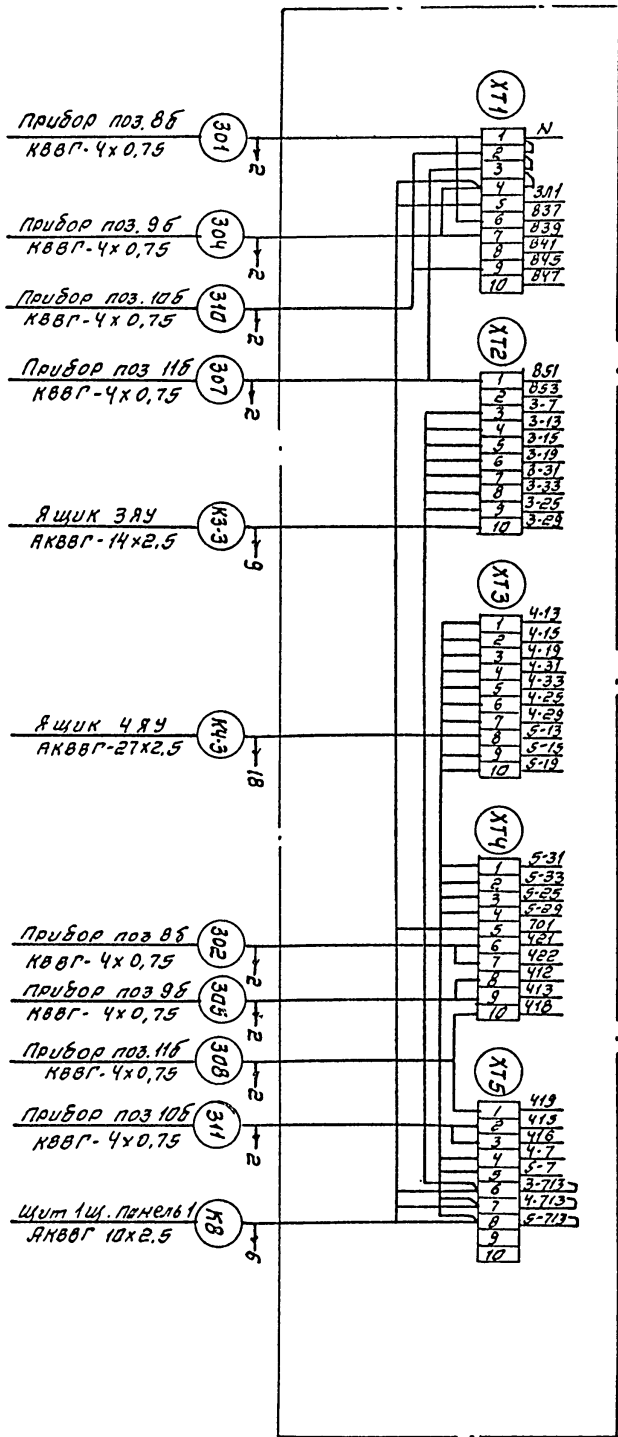 Прибор поз. 8б
КВВГ-4х0,75
301
2
Прибор поз. 9б
КВВГ-4х0,75
304
2
Прибор поз. 10б
КВВГ-4х0,75
310
2
Прибор поз 11б
КВВГ-4х0,75
307
2
Ящик 3ЯУ
АКВВГ-14х2.5
К3-3
9
Ящик 4ЯУ
АКВВГ-27х2.5
К4-3
18
Прибор поз 8б
КВВГ-4х0,75
302
2
Прибор поз 9б
КВВГ-4х0,75
305
2
Прибор поз. 11б
КВВГ-4х0,75
308
2
Прибор поз 10б
КВВГ-4х0,75
311
2
Щит 1щ. панель 1
АКВВГ 10х2.5
К8
6
ХТ1
1 N
2
3
4
5 3Л1
6 837
7 839
8 841
9 845
10 847
ХТ2
1 851
2 853
3 3-7
4 3-13
5 3-15
6 3-19
7 3-31
8 3-33
9 3-25
10 3-29
ХТ3
1 4-13
2 4-15
3 4-19
4 4-31
5 4-33
6 4-25
7 4-29
8 5-13
9 5-15
10 5-19
ХТ4
1 5-31
2 5-33
3 5-25
4 5-29
5 701
6 421
7 422
8 412
9 413
10 418
ХТ5
1 419
2 415
3 416
4 4-7
5 5-7
6 3-713
7 4-713
8 5-713
9
10